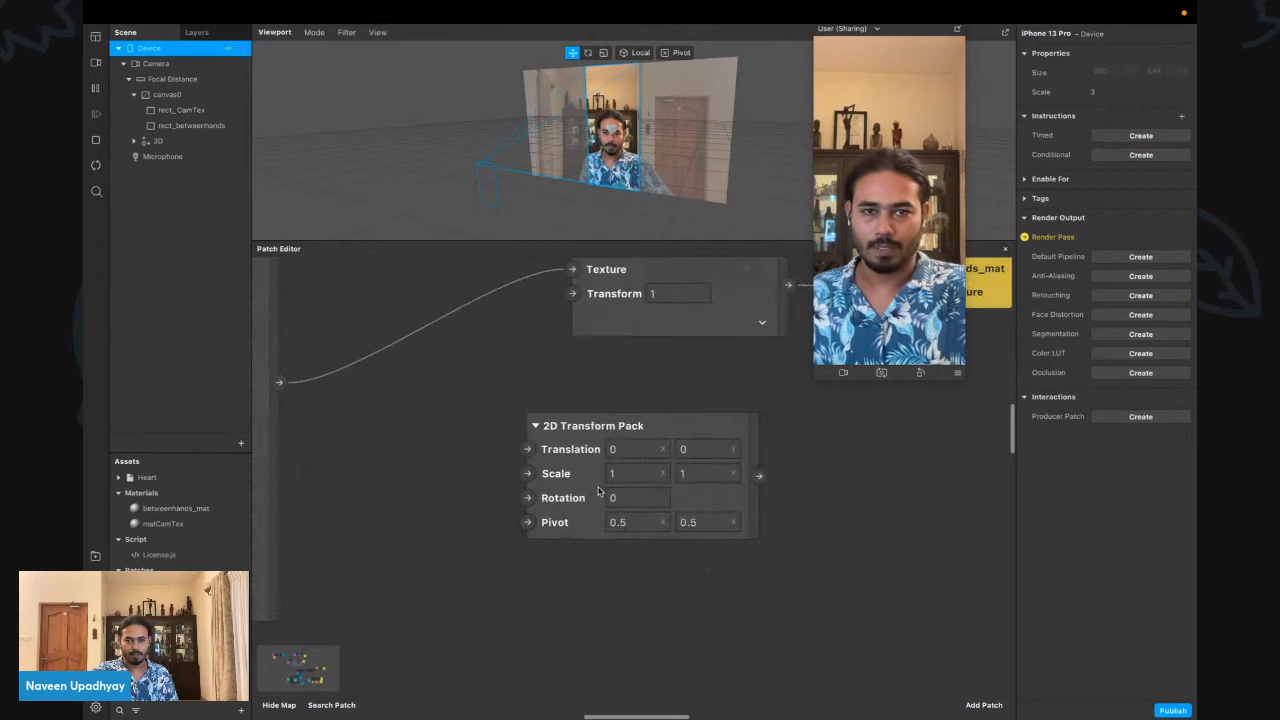 Scene
Layers
Device
Camera
Focal Distance
canvas0
rect_CamTex
rect_betweenhands
3D
Microphone
Assets
Heart
Materials
betweenhands_mat
matCamTex
Script
License.js
Viewport
Mode
Filter
View
Local
Pivot
User (Sharing)
Patch Editor
Texture
Transform
1
ds_mat
ure
2D Transform Pack
Translation
0
X
0
Scale
1
X
1
Y
Rotation
0
Pivot
0.5
X
0.5
Y
Hide Map
Search Patch
Add Patch
iPhone 13 Pro – Device
Properties
Size
Scale
3
Instructions
Timed
Create
Conditional
Create
Enable For
Tags
Render Output
Render Pass
Default Pipeline
Create
Anti-Aliasing
Create
Retouching
Create
Face Distortion
Create
Segmentation
Create
Color LUT
Create
Occlusion
Create
Interactions
Producer Patch
Create
Publish
Naveen Upadhyay